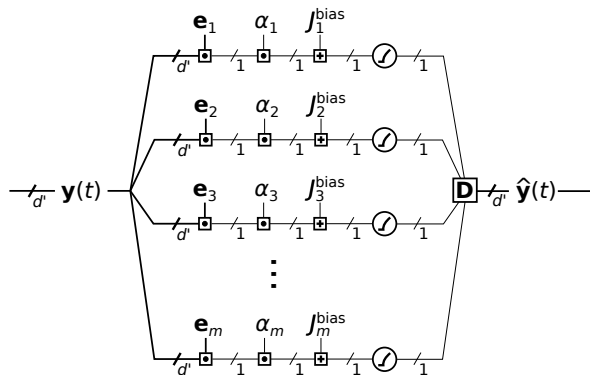 e₁ α₁ J₁ᵇⁱᵃˢ
d' 1 1 1 1
e₂ α₂ J₂ᵇⁱᵃˢ
d' 1 1 1 1
d' y(t) D d' ŷ(t)
e₃ α₃ J₃ᵇⁱᵃˢ
d' 1 1 1 1
⋮
eₘ αₘ Jₘᵇⁱᵃˢ
d' 1 1 1 1